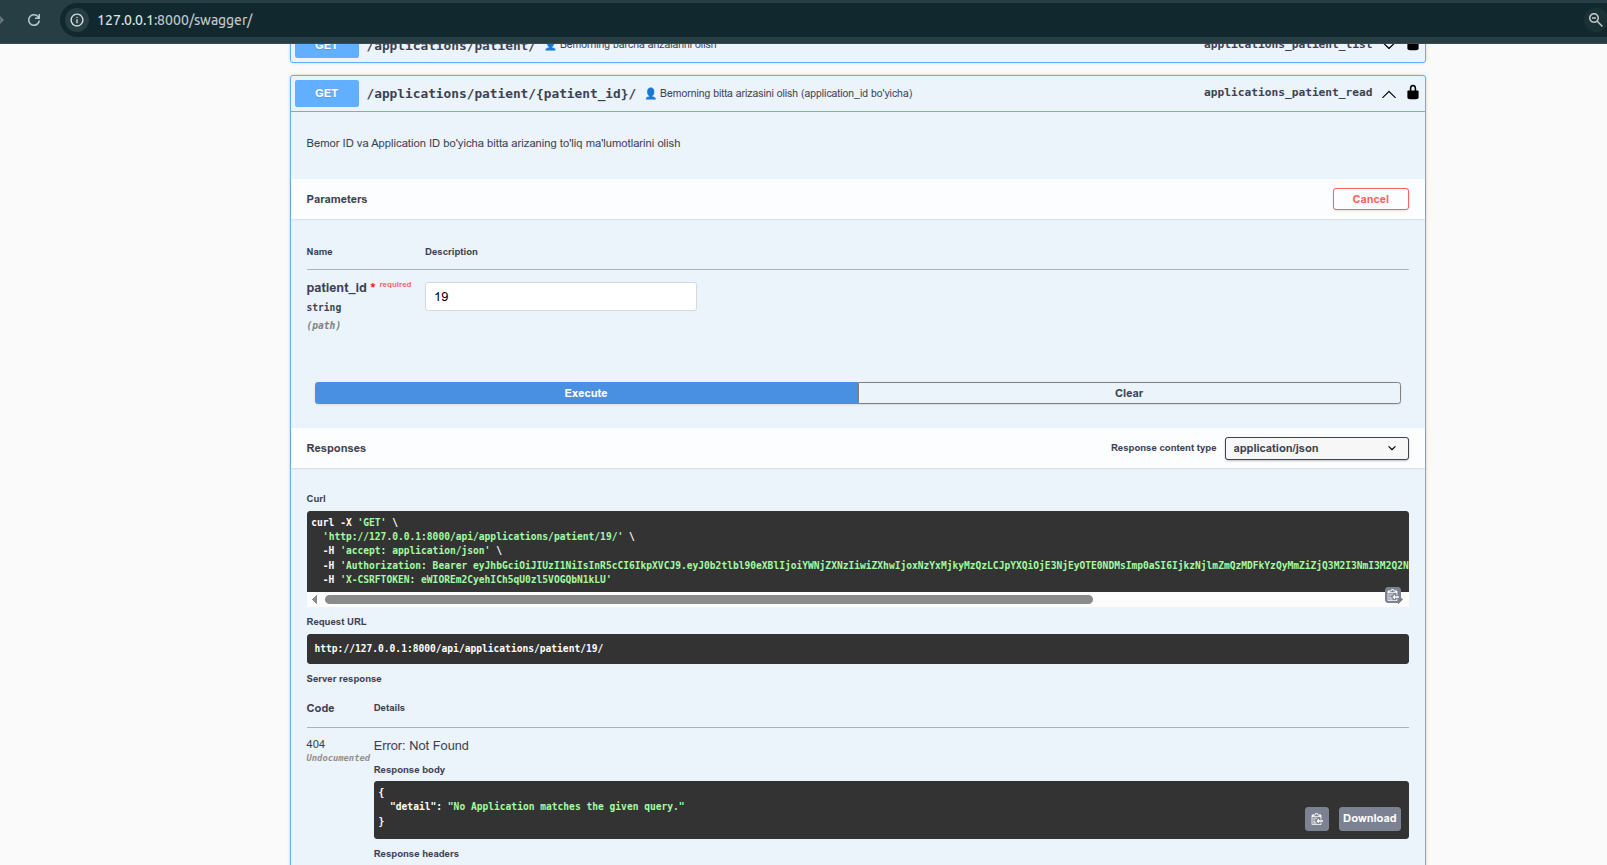 127.0.0.1:8000/swagger/
GET /applications/patient/ Bemorning barcha arizalarini olish applications_patient_list
GET /applications/patient/{patient_id}/ 👤 Bemorning bitta arizasini olish (application_id bo'yicha) applications_patient_read
Bemor ID va Application ID bo'yicha bitta arizaning to'liq ma'lumotlarini olish
Parameters Cancel
Name Description
patient_id * required
string
(path)
19
Execute Clear
Responses Response content type application/json
Curl
curl -X 'GET' \
'http://127.0.0.1:8000/api/applications/patient/19/' \
-H 'accept: application/json' \
-H 'Authorization: Bearer
-H 'X-CSRFTOKEN: eWIOREm2CyehICh5qU0zl5VOGQbN1kLU'
Request URL
http://127.0.0.1:8000/api/applications/patient/19/
Server response
Code Details
404 Error: Not Found
Undocumented
Response body
{
"detail": "No Application matches the given query."
}
Download
Response headers